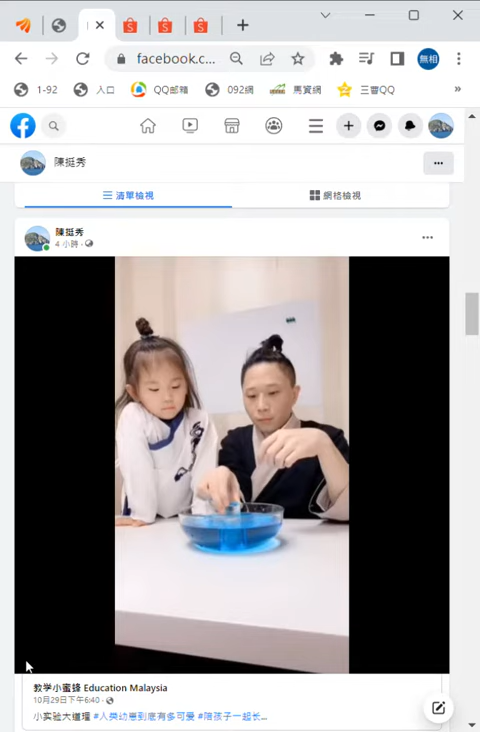 facebook.c...
無相
1-92
人口
QQ邮箱
092網
馬資網
三曹QQ
»
陳挺秀
清單檢視
網格檢視
陳挺秀
4 小時 ·
教学小蜜蜂 Education Malaysia
10月29日下午6:40 ·
小实验大道理 #人类幼崽到底有多可爱 #陪孩子一起长...